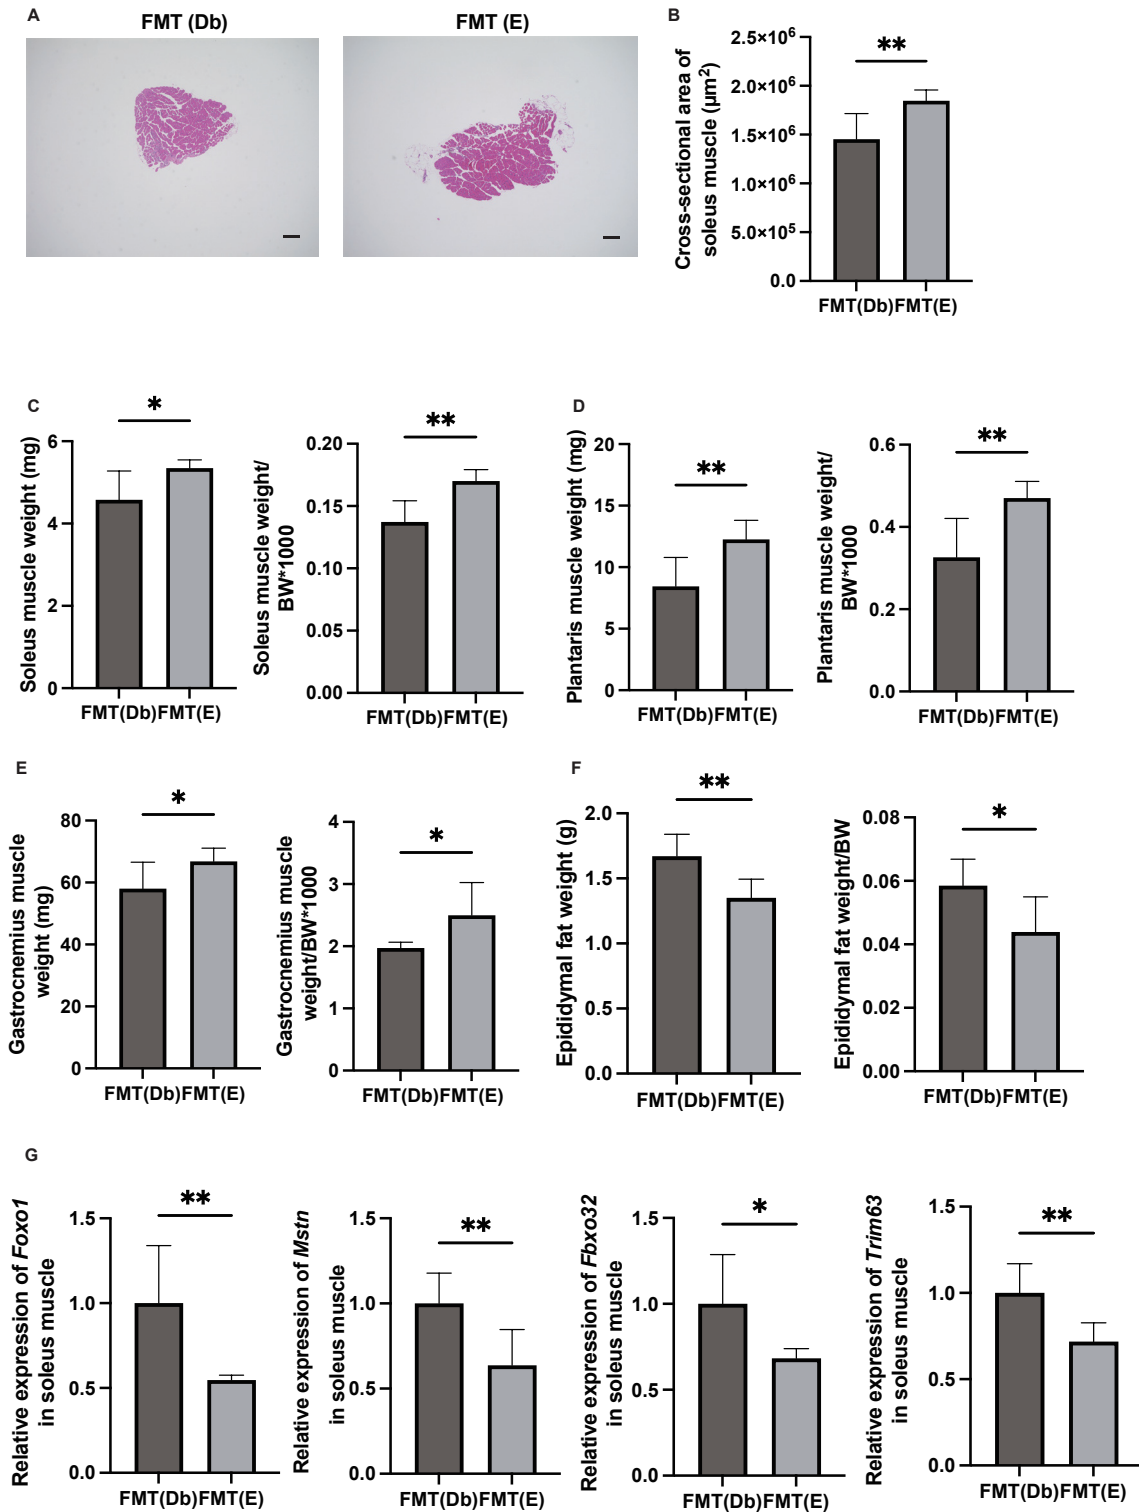 A
FMT (Db)
FMT (E)
B
Cross-sectional area of
soleus muscle (µm²)
2.5×10⁶
2.0×10⁶
1.5×10⁶
1.0×10⁶
5.0×10⁵
0.0
**
FMT(Db)FMT(E)
C
Soleus muscle weight (mg)
6
4
2
0
*
FMT(Db)FMT(E)
Soleus muscle weight/
BW*1000
0.20
0.15
0.10
0.05
0.00
**
FMT(Db)FMT(E)
D
Plantaris muscle weight (mg)
20
15
10
5
0
**
FMT(Db)FMT(E)
Plantaris muscle weight/
BW*1000
0.6
0.4
0.2
0.0
**
FMT(Db)FMT(E)
E
Gastrocnemius muscle
weight (mg)
80
60
40
20
0
*
FMT(Db)FMT(E)
Gastrocnemius muscle
weight/BW*1000
4
3
2
1
0
*
FMT(Db)FMT(E)
F
Epididymal fat weight (g)
2.0
1.5
1.0
0.5
0.0
**
FMT(Db)FMT(E)
Epididymal fat weight/BW
0.08
0.06
0.04
0.02
0.00
*
FMT(Db)FMT(E)
G
Relative expression of Foxo1
in soleus muscle
1.5
1.0
0.5
0.0
**
FMT(Db)FMT(E)
Relative expression of Mstn
in soleus muscle
1.5
1.0
0.5
0.0
**
FMT(Db)FMT(E)
Relative expression of Fbxo32
in soleus muscle
1.5
1.0
0.5
0.0
*
FMT(Db)FMT(E)
Relative expression of Trim63
in soleus muscle
1.5
1.0
0.5
0.0
**
FMT(Db)FMT(E)